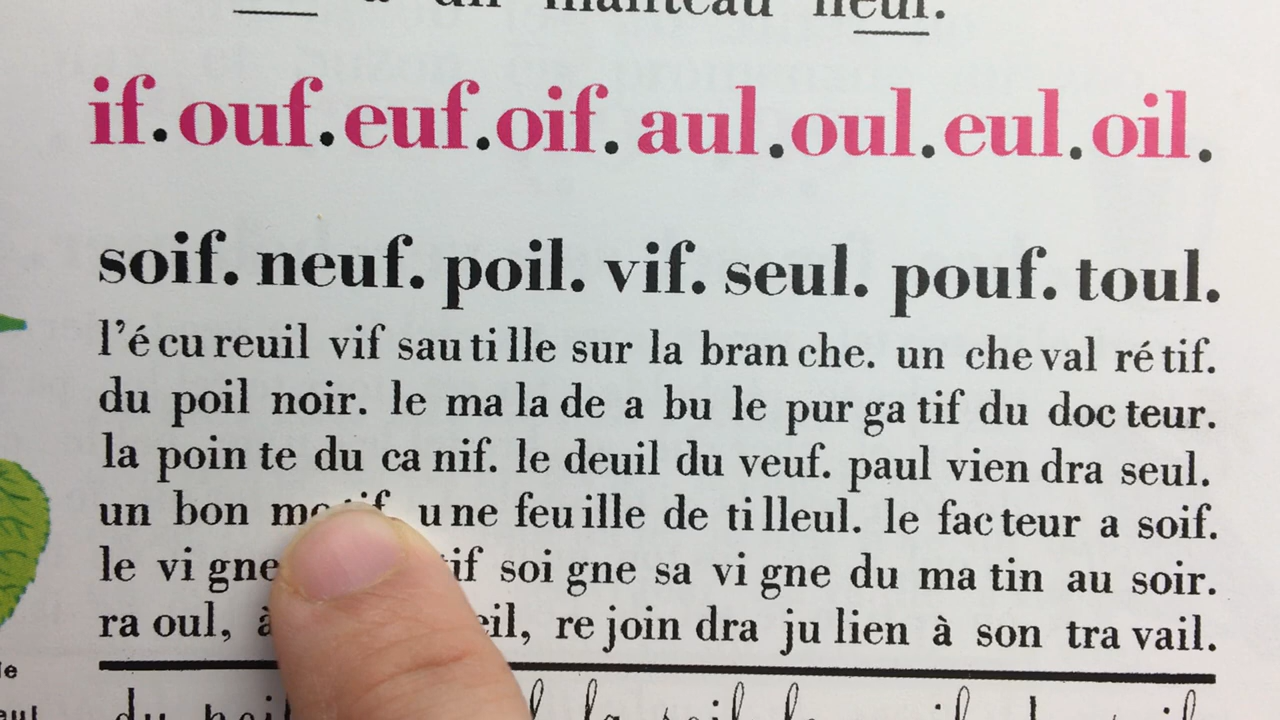 un manteau neuf.
if. ouf. euf. oif. aul. oul. eul. oil.
soif. neuf. poil. vif. seul. pouf. toul.
l'é cu reuil vif sau ti lle sur la bran che. un che val ré tif.
du poil noir. le ma la de a bu le pur ga tif du doc teur.
la poin te du ca nif. le deuil du veuf. paul vien dra seul.
un bon u ne feu ille de ti lleul. le fac teur a soif.
le vi gne soi gne sa vi gne du ma tin au soir.
ra oul, re join dra ju lien à son tra vail.